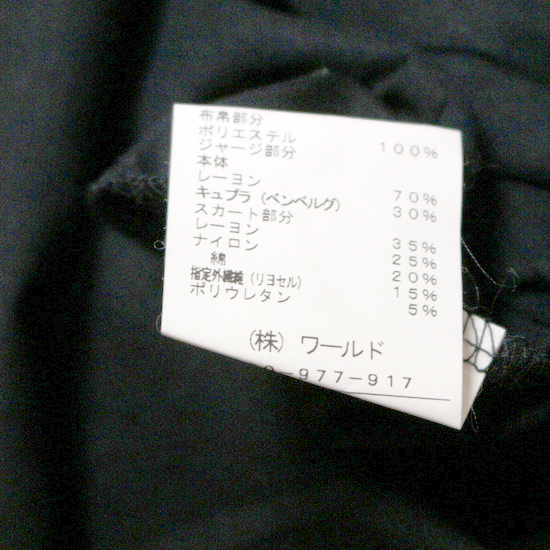 布帛部分
ポリエステル 100%
ジャージ部分
本体
レーヨン 70%
キュプラ(ベンベルグ) 30%
スカート部分
レーヨン 35%
ナイロン 25%
綿 20%
指定外繊維(リヨセル) 15%
ポリウレタン 5%
(株)ワールド
-977-917